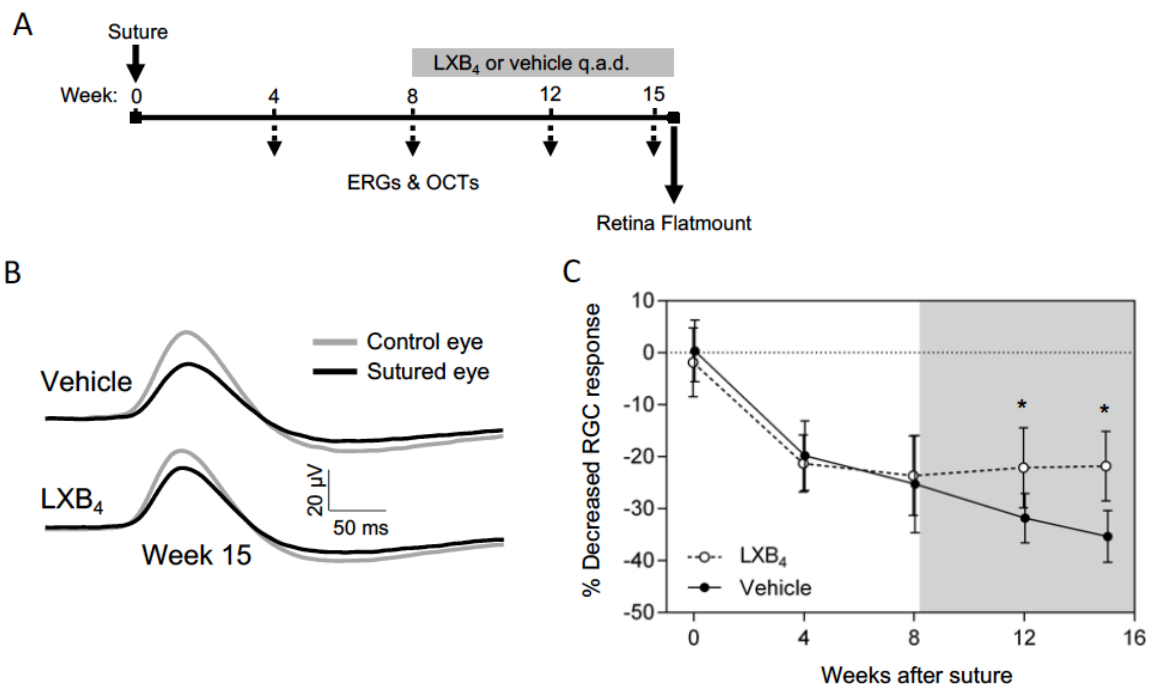 A
Suture
LXB₄ or vehicle q.a.d.
Week: 0 4 8 12 15
ERGs & OCTs
Retina Flatmount
B
Vehicle
Control eye
Sutured eye
LXB₄
20 µV
50 ms
Week 15
C
% Decreased RGC response
10
0
-10
-20
-30
-40
-50
* *
LXB₄
Vehicle
0 4 8 12 16
Weeks after suture